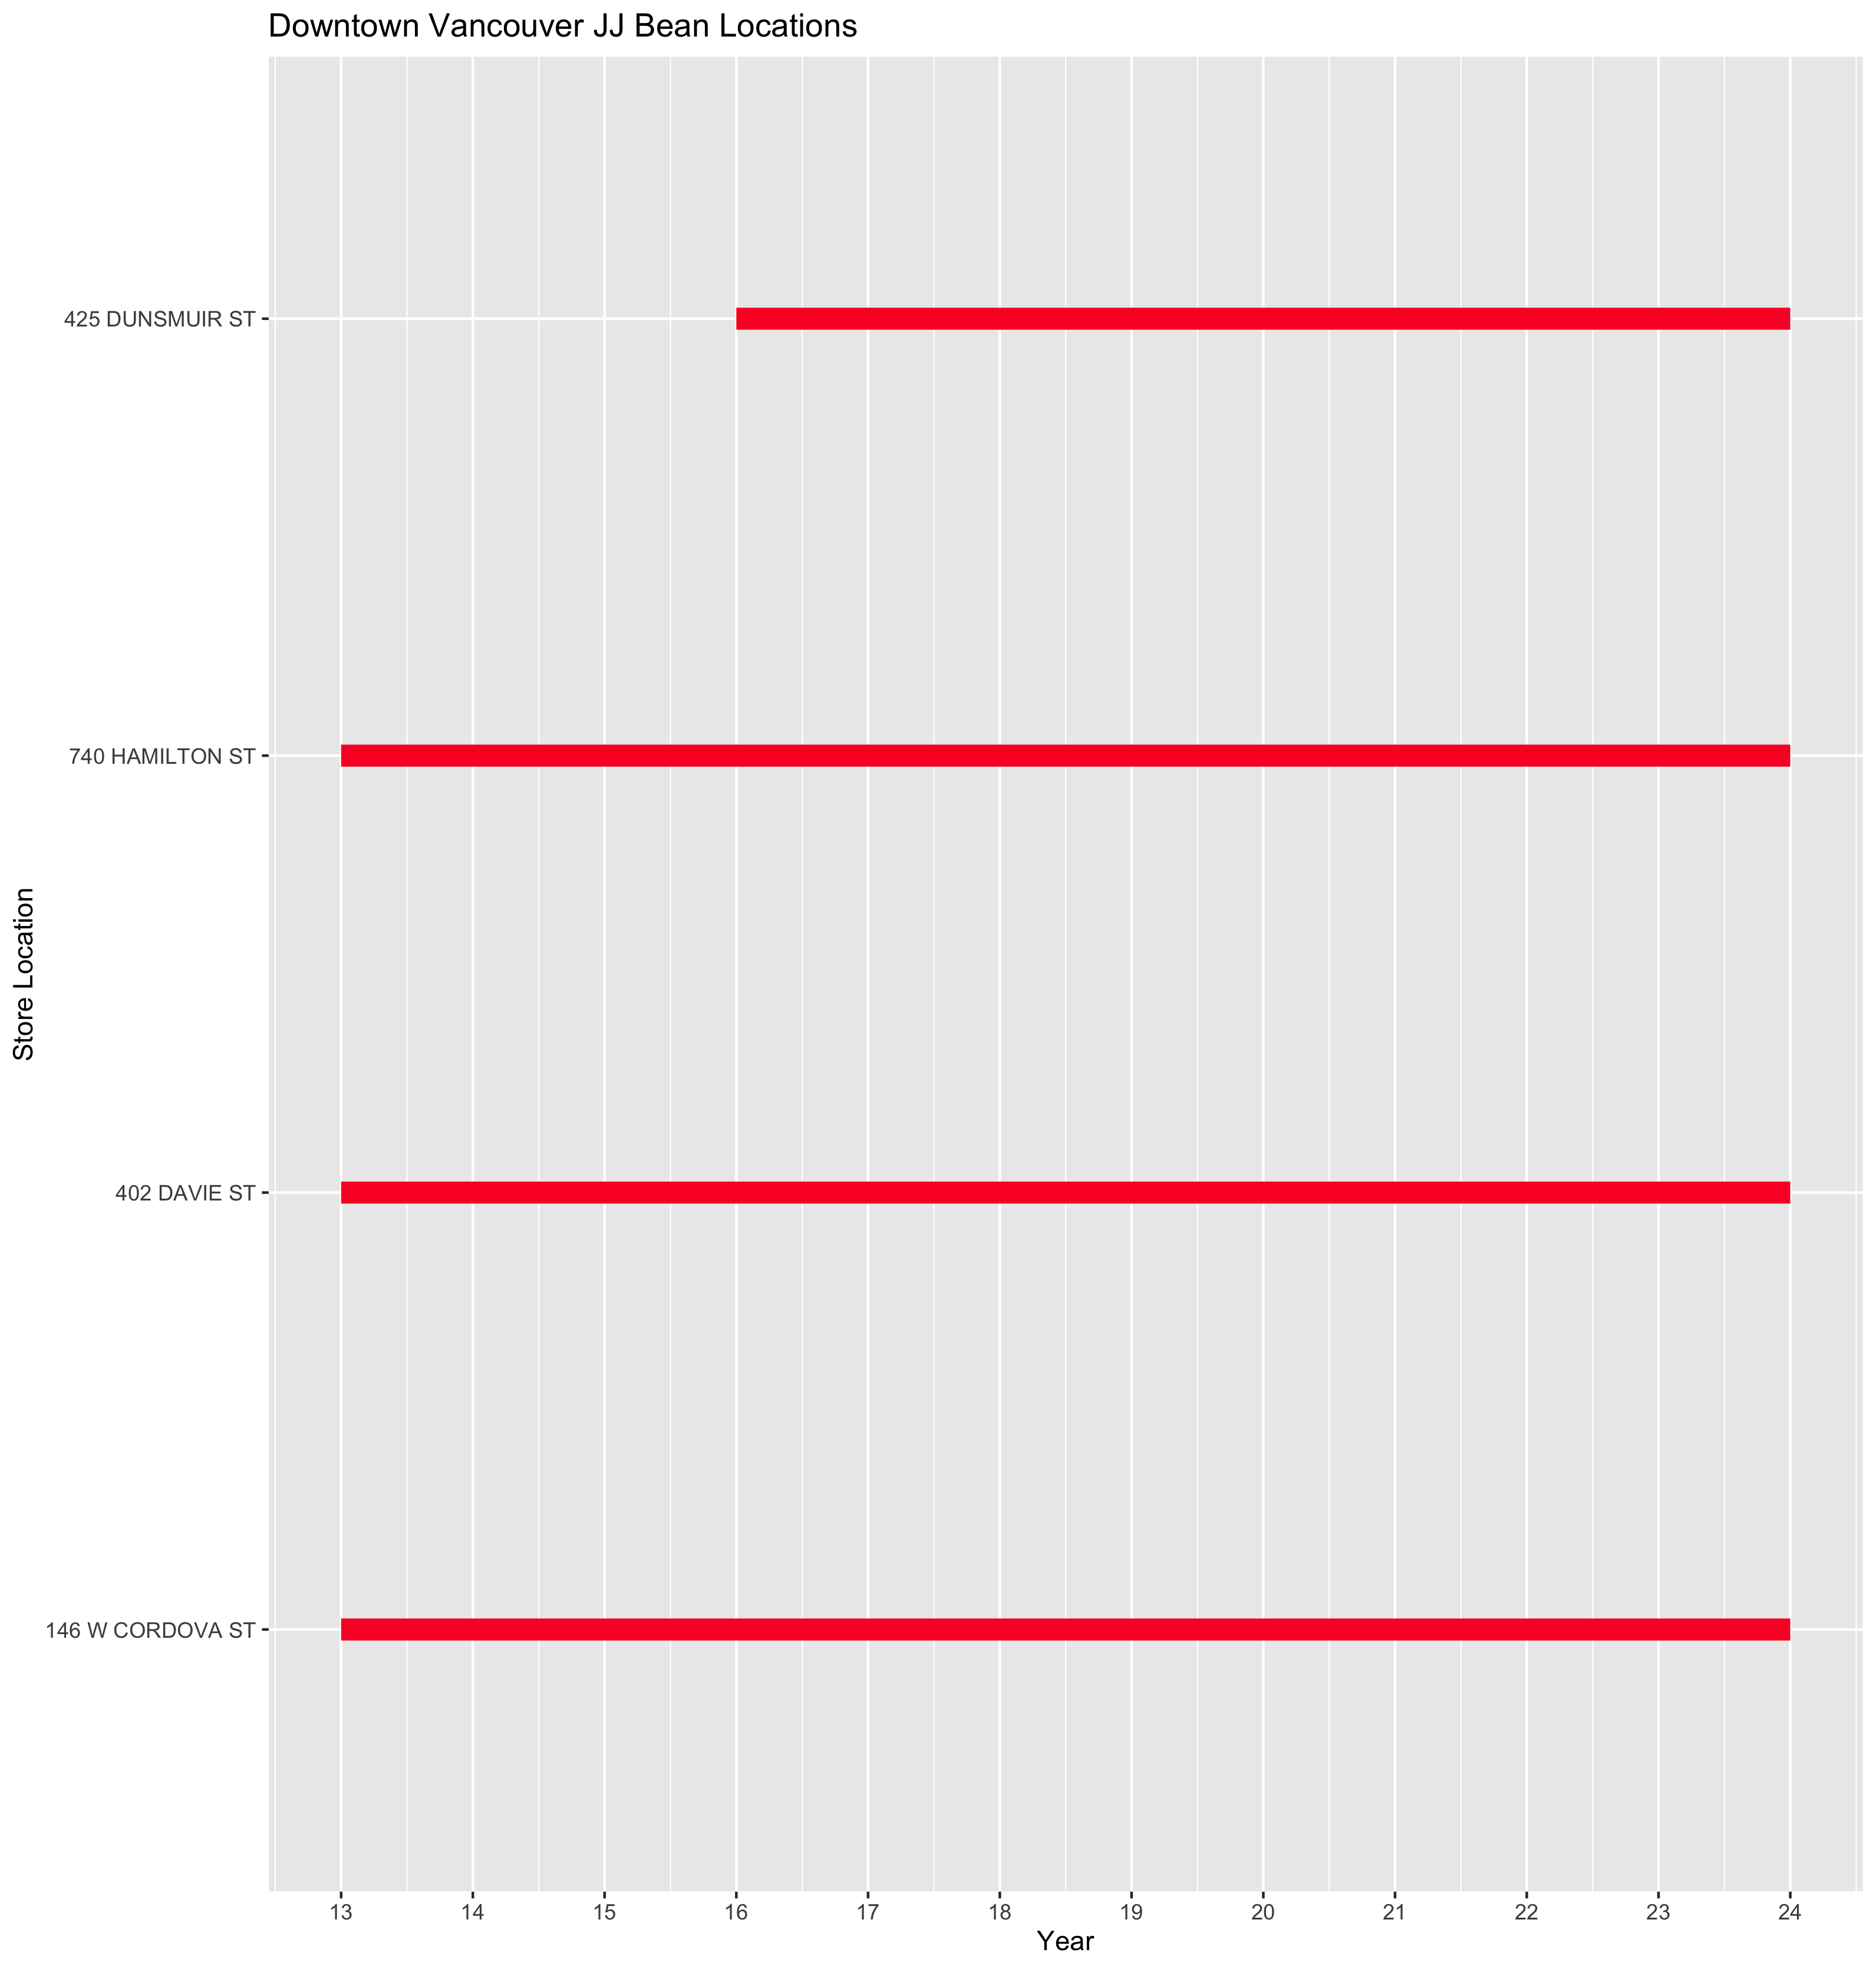 Downtown Vancouver JJ Bean Locations
425 DUNSMUIR ST
740 HAMILTON ST
Store Location
402 DAVIE ST
146 W CORDOVA ST
13 14 15 16 17 18 19 20 21 22 23 24
Year